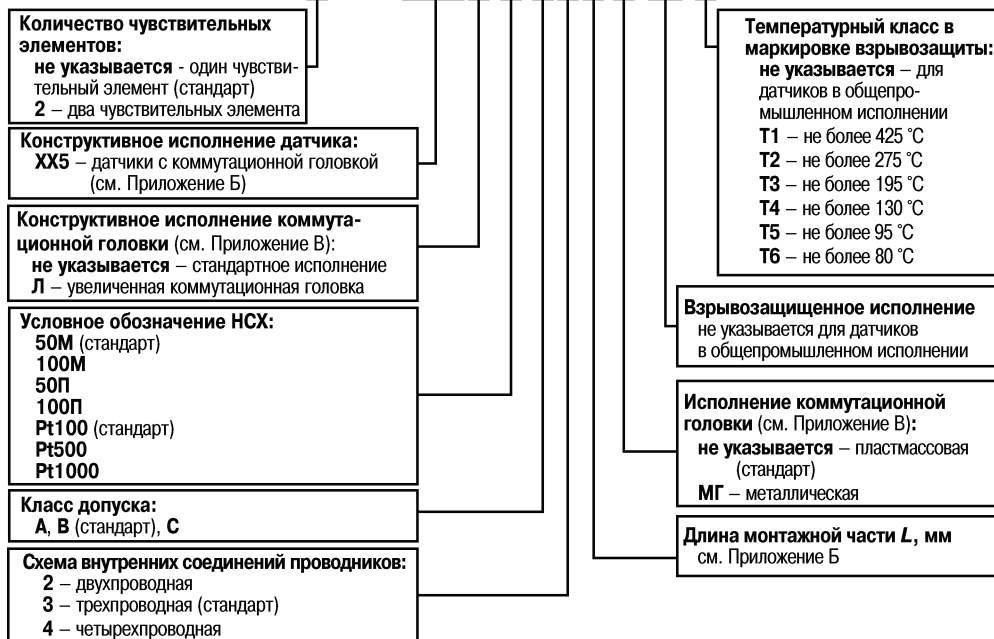 Количество чувствительных
элементов:
не указывается - один чувстви-
тельный элемент (стандарт)
2 – два чувствительных элемента
Конструктивное исполнение датчика:
ХХ5 – датчики с коммутационной головкой
(см. Приложение Б)
Конструктивное исполнение коммута-
ционной головки (см. Приложение В):
не указывается – стандартное исполнение
Л – увеличенная коммутационная головка
Условное обозначение НСХ:
50М (стандарт)
100М
50П
100П
Pt100 (стандарт)
Pt500
Pt1000
Класс допуска:
А, В (стандарт), С
Схема внутренних соединений проводников:
2 – двухпроводная
3 – трехпроводная (стандарт)
4 – четырехпроводная
Температурный класс в
маркировке взрывозащиты:
не указывается – для
датчиков в общепро-
мышленном исполнении
Т1 – не более 425 °С
Т2 – не более 275 °С
Т3 – не более 195 °С
Т4 – не более 130 °С
Т5 – не более 95 °С
Т6 – не более 80 °С
Взрывозащищенное исполнение
не указывается для датчиков
в общепромышленном исполнении
Исполнение коммутационной
головки (см. Приложение В):
не указывается – пластмассовая
(стандарт)
МГ – металлическая
Длина монтажной части L, мм
см. Приложение Б